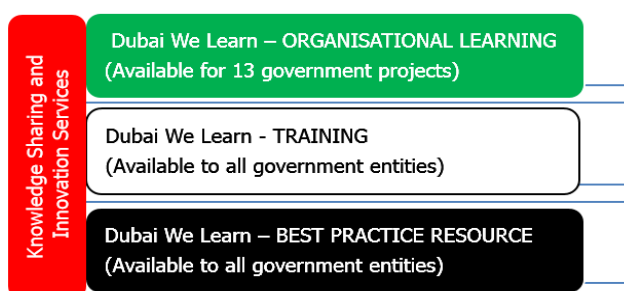 Knowledge Sharing and
Innovation Services
Dubai We Learn – ORGANISATIONAL LEARNING
(Available for 13 government projects)
Dubai We Learn - TRAINING
(Available to all government entities)
Dubai We Learn – BEST PRACTICE RESOURCE
(Available to all government entities)